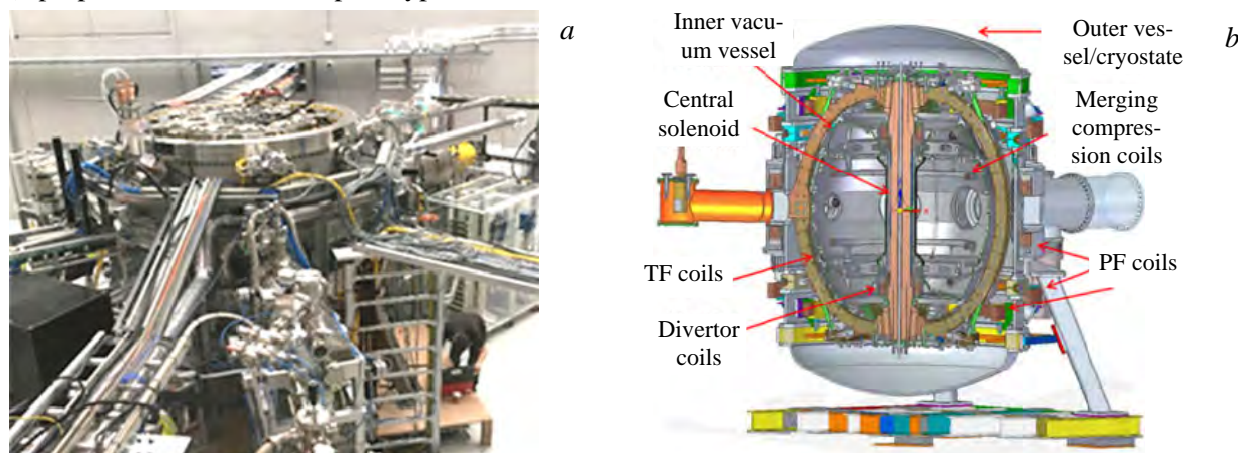 a
Inner vacu-
um vessel
Central
solenoid
TF coils
Divertor
coils
Outer ves-
sel/cryostate
b
Merging
compres-
sion coils
PF coils